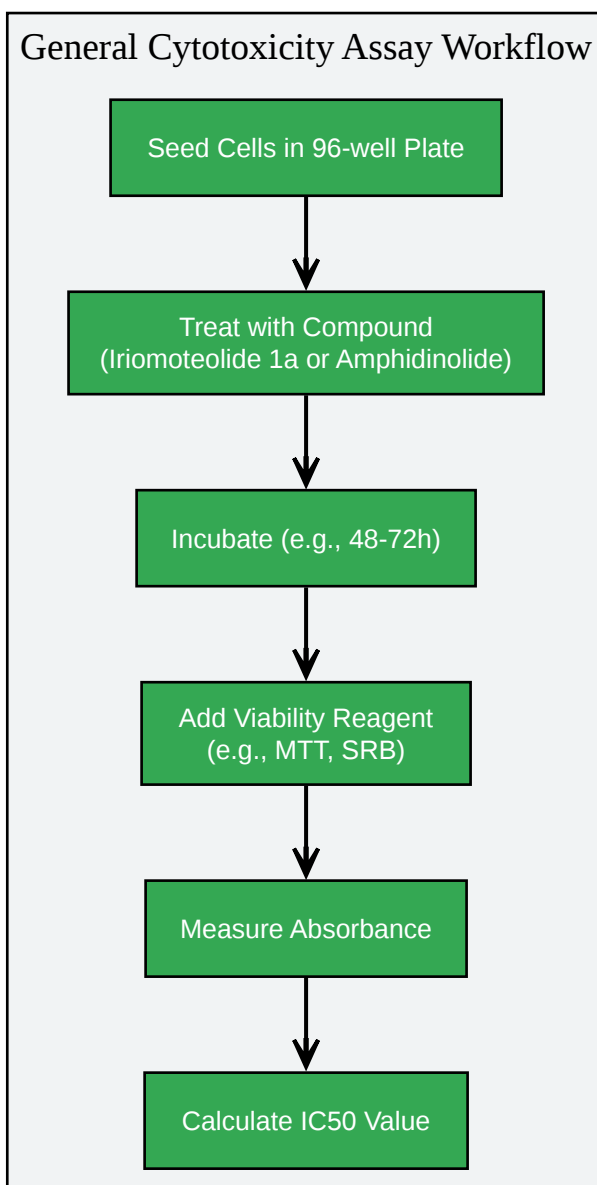 General Cytotoxicity Assay Workflow
Seed Cells in 96-well Plate
Treat with Compound
(Iriomoteolide 1a or Amphidinolide)
Incubate (e.g., 48-72h)
Add Viability Reagent
(e.g., MTT, SRB)
Measure Absorbance
Calculate IC50 Value